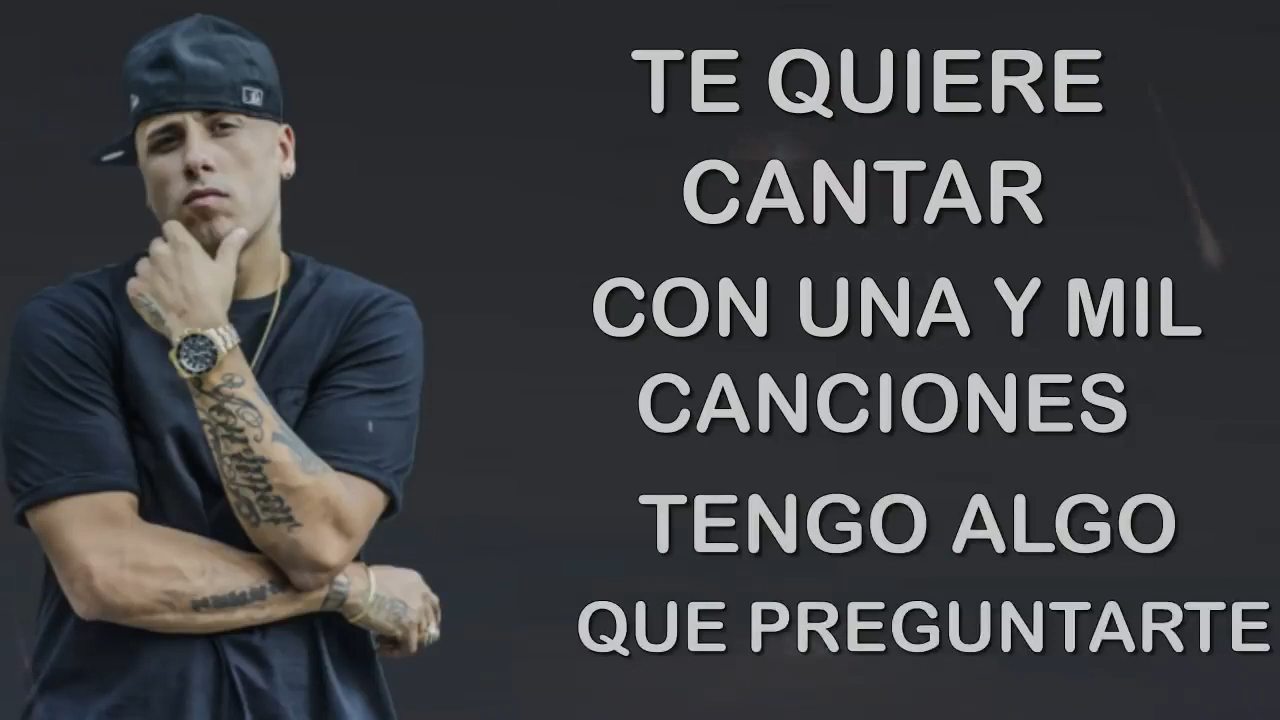 TE QUIERE
CANTAR
CON UNA Y MIL
CANCIONES
TENGO ALGO
QUE PREGUNTARTE